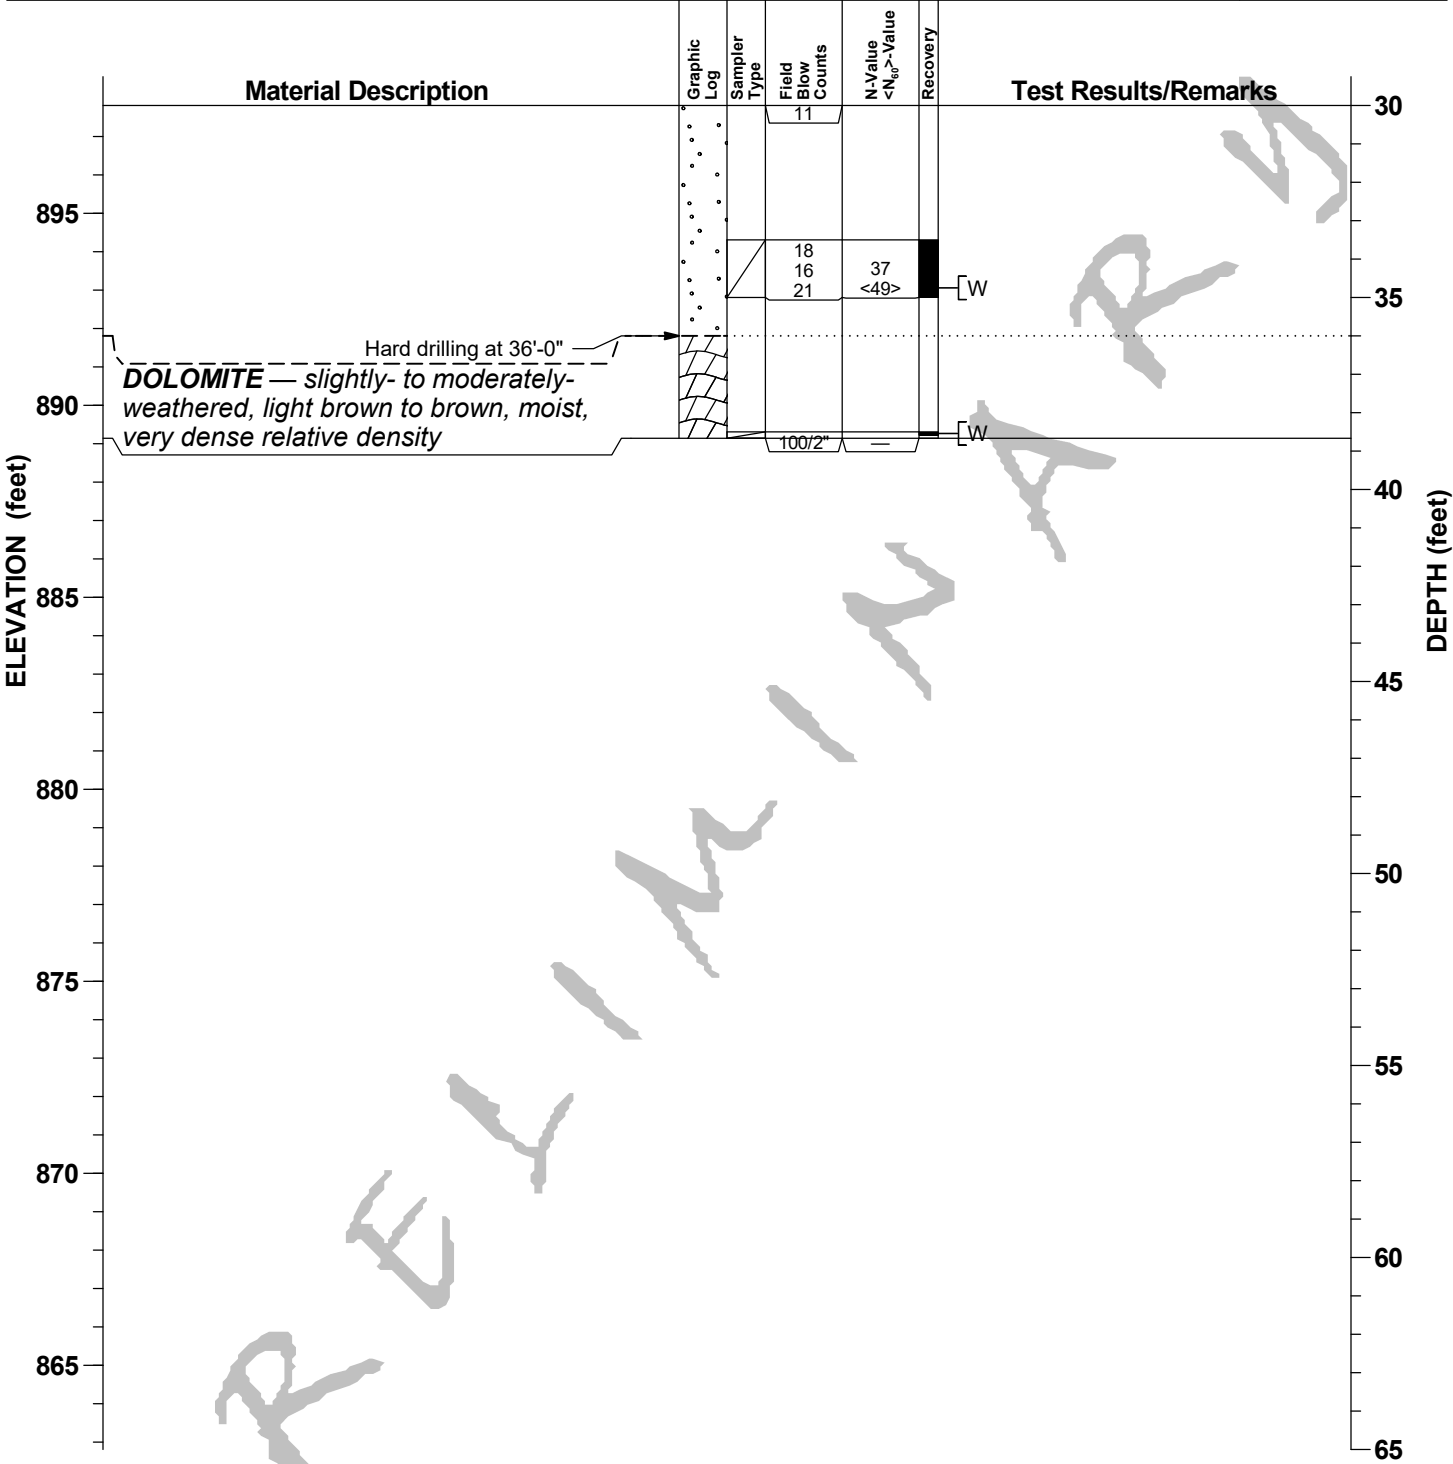 Material Description
Graphic Log
Sampler Type
Field Blow Counts
N-Value <N60>-Value
Recovery
Test Results/Remarks
11
18
16
21
37
<49>
W
Hard drilling at 36'-0"
DOLOMITE — slightly- to moderately-
weathered, light brown to brown, moist,
very dense relative density
100/2"
—
W
ELEVATION (feet)
895
890
885
880
875
870
865
DEPTH (feet)
30
35
40
45
50
55
60
65
RELIMINARY